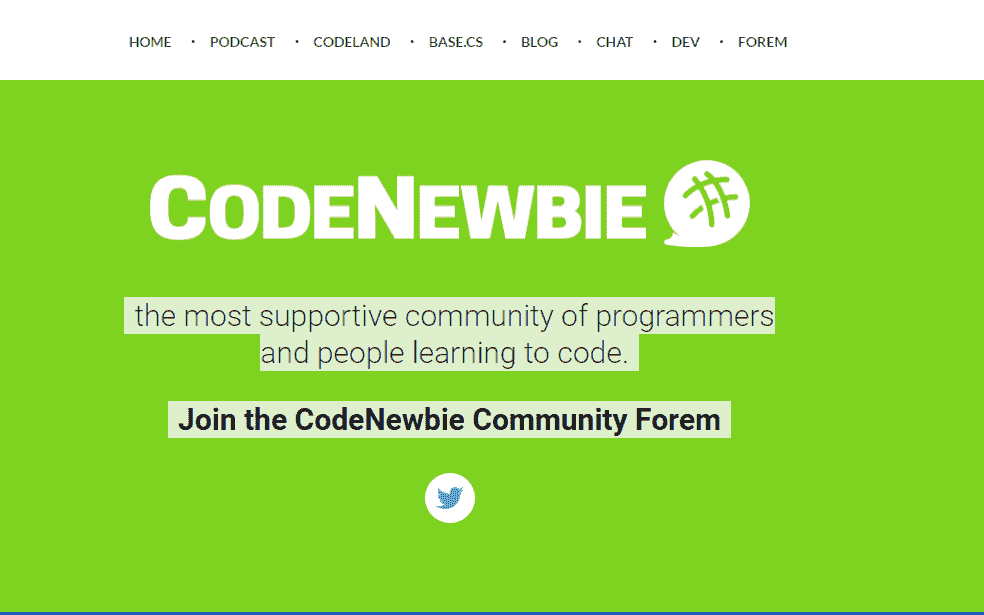 HOME · PODCAST · CODELAND · BASE.CS · BLOG · CHAT · DEV · FOREM
CODENEWBIE
the most supportive community of programmers
and people learning to code.
Join the CodeNewbie Community Forem